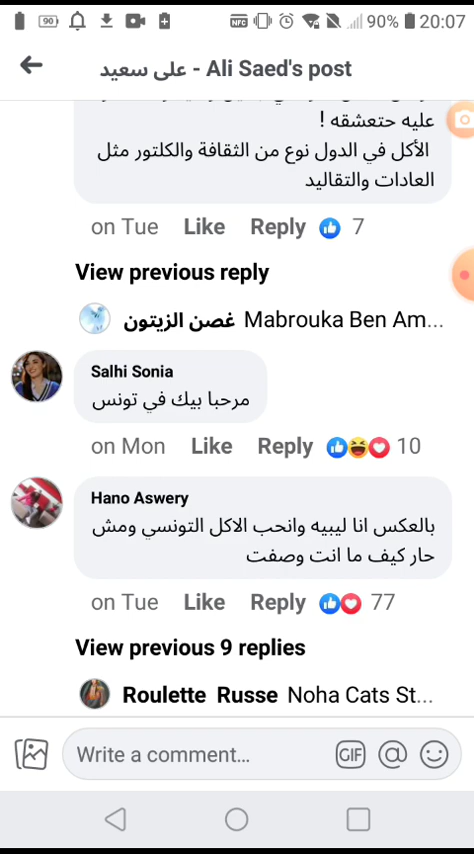 90 NFC 90% 20:07
على سعيد - Ali Saed's post
عليه حتعشقه !
الأكل في الدول نوع من الثقافة والكلتور مثل
العادات والتقاليد
on Tue Like Reply 7
View previous reply
غصن الزيتون Mabrouka Ben Am...
Salhi Sonia
مرحبا بيك في تونس
on Mon Like Reply 10
Hano Aswery
بالعكس انا ليبيه وانحب الاكل التونسي ومش
حار كيف ما انت وصفت
on Tue Like Reply 77
View previous 9 replies
Roulette Russe Noha Cats St...
Write a comment...
GIF @